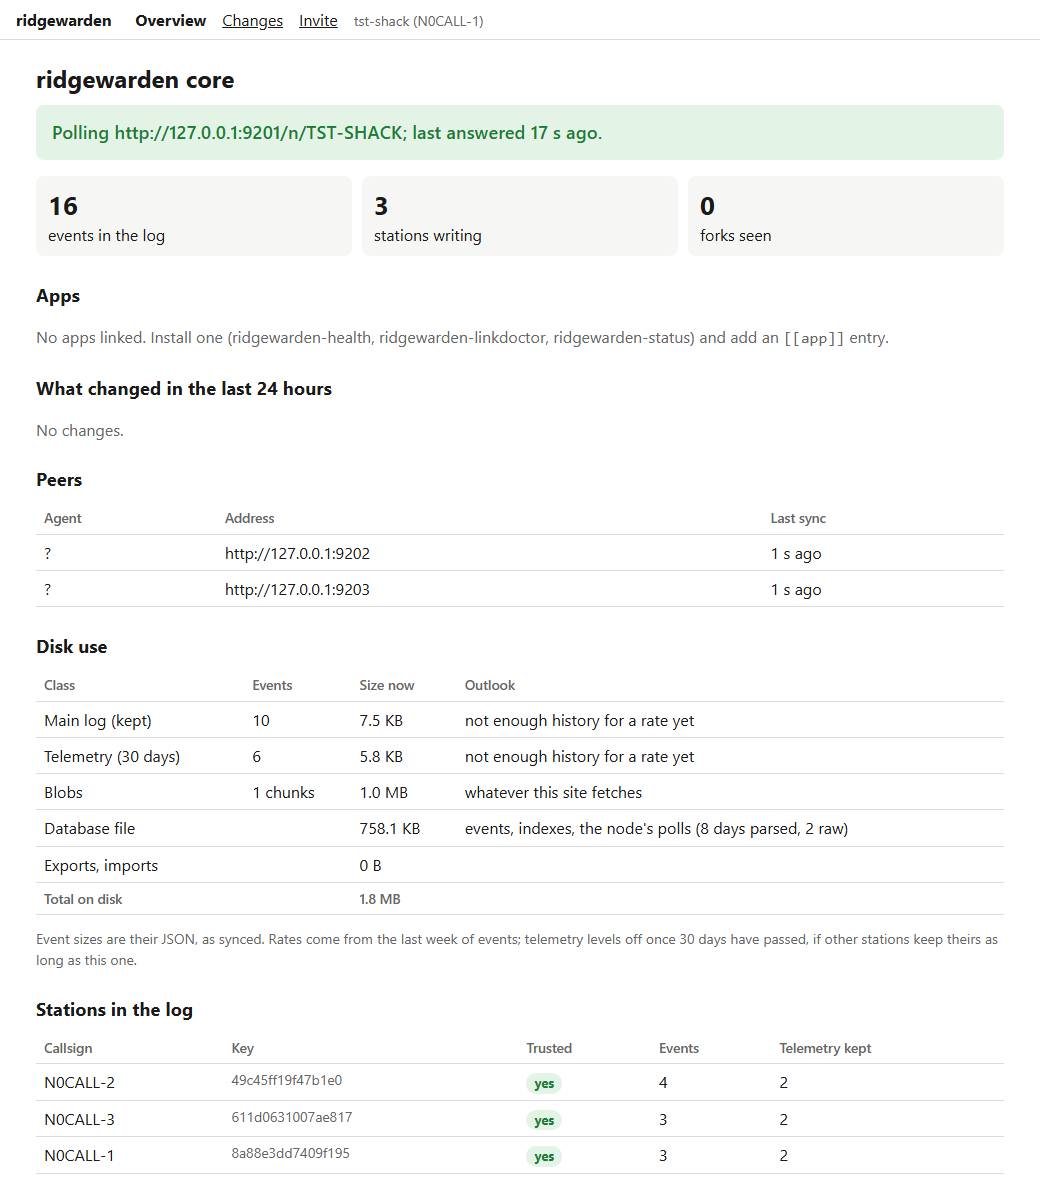 ridgewarden Overview Changes Invite tst-shack (N0CALL-1)
ridgewarden core
Polling http://127.0.0.1:9201/n/TST-SHACK; last answered 17 s ago.
16 3 0
events in the log stations writing forks seen
Apps
No apps linked. Install one (ridgewarden-health, ridgewarden-linkdoctor, ridgewarden-status) and add an [[app]] entry.
What changed in the last 24 hours
No changes.
Peers
Agent Address Last sync
? http://127.0.0.1:9202 1 s ago
? http://127.0.0.1:9203 1 s ago
Disk use
Class Events Size now Outlook
Main log (kept) 10 7.5 KB not enough history for a rate yet
Telemetry (30 days) 6 5.8 KB not enough history for a rate yet
Blobs 1 chunks 1.0 MB whatever this site fetches
Database file 758.1 KB events, indexes, the node's polls (8 days parsed, 2 raw)
Exports, imports 0 B
Total on disk 1.8 MB
Event sizes are their JSON, as synced. Rates come from the last week of events; telemetry levels off once 30 days have passed, if other stations keep theirs as
long as this one.
Stations in the log
Callsign Key Trusted Events Telemetry kept
N0CALL-2 49c45ff19f47b1e0 yes 4 2
N0CALL-3 611d0631007ae817 yes 3 2
N0CALL-1 8a88e3dd7409f195 yes 3 2